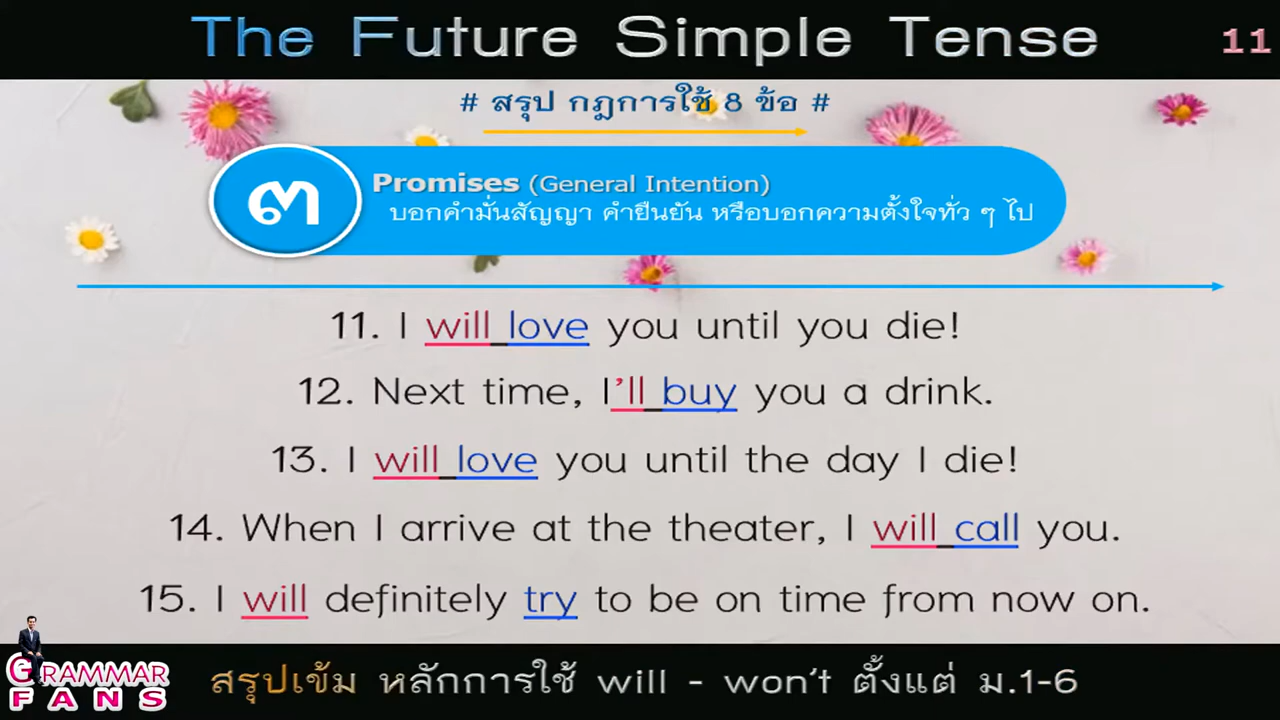 The Future Simple Tense
11
# สรุป กฎการใช้ 8 ข้อ #
๓
Promises (General Intention)
บอกคำมั่นสัญญา คำยืนยัน หรือบอกความตั้งใจทั่ว ๆ ไป
11. I will love you until you die!
12. Next time, I'll buy you a drink.
13. I will love you until the day I die!
14. When I arrive at the theater, I will call you.
15. I will definitely try to be on time from now on.
GRAMMAR
FANS
สรุปเข้ม หลักการใช้ will - won't ตั้งแต่ ม.1-6